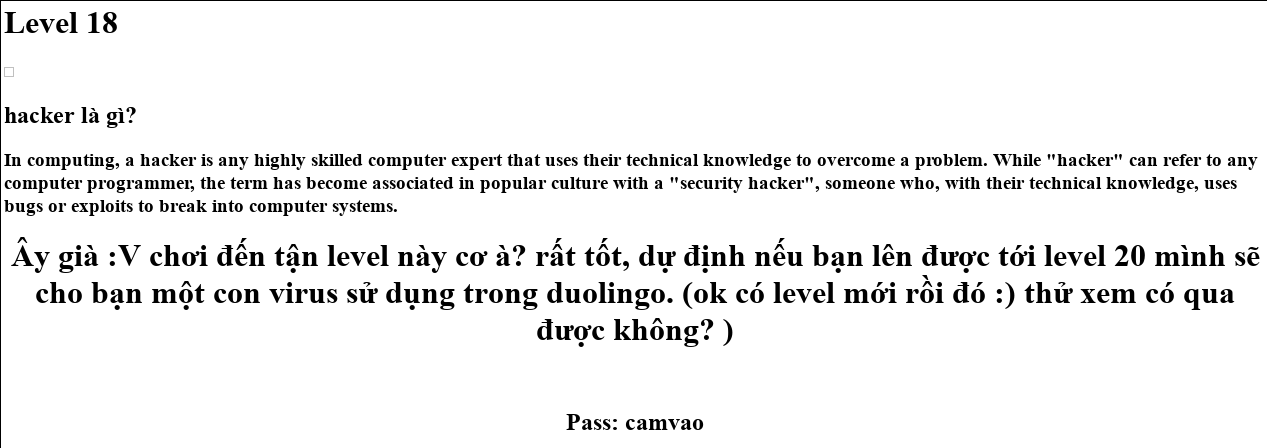 Level 18
hacker là gì?
In computing, a hacker is any highly skilled computer expert that uses their technical knowledge to overcome a problem. While "hacker" can refer to any
computer programmer, the term has become associated in popular culture with a "security hacker", someone who, with their technical knowledge, uses
bugs or exploits to break into computer systems.
Ây già :V chơi đến tận level này cơ à? rất tốt, dự định nếu bạn lên được tới level 20 mình sẽ
cho bạn một con virus sử dụng trong duolingo. (ok có level mới rồi đó :) thử xem có qua
được không? )
Pass: camvao